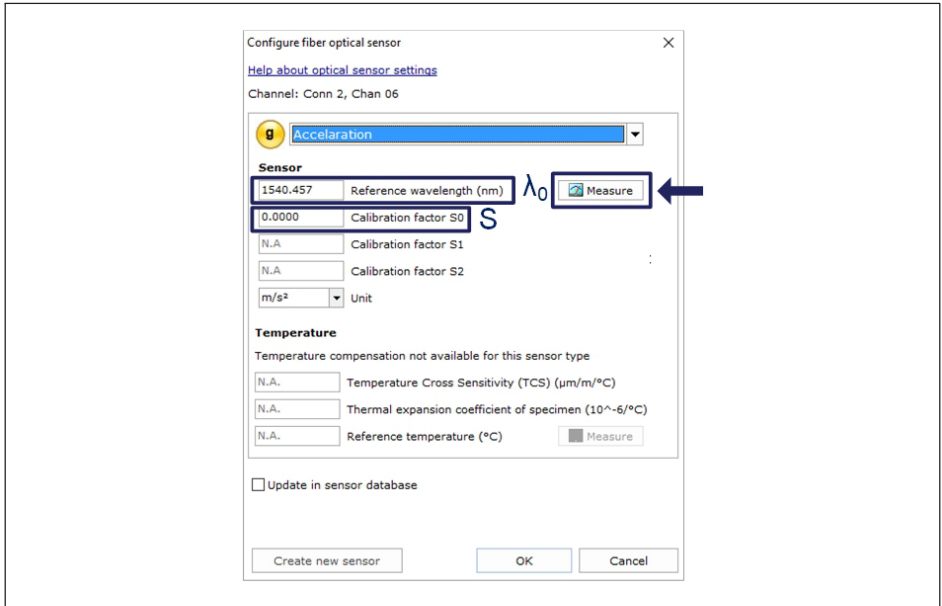 Configure fiber optical sensor
Help about optical sensor settings
Channel: Conn 2, Chan 06
g Accelaration
Sensor
1540.457 Reference wavelength (nm) λ0 Measure
0.0000 Calibration factor S0 S
N.A Calibration factor S1
:
N.A Calibration factor S2
m/s² Unit
Temperature
Temperature compensation not available for this sensor type
N.A. Temperature Cross Sensitivity (TCS) (µm/m/°C)
N.A. Thermal expansion coefficient of specimen (10^-6/°C)
N.A. Reference temperature (°C) Measure
Update in sensor database
Create new sensor OK Cancel